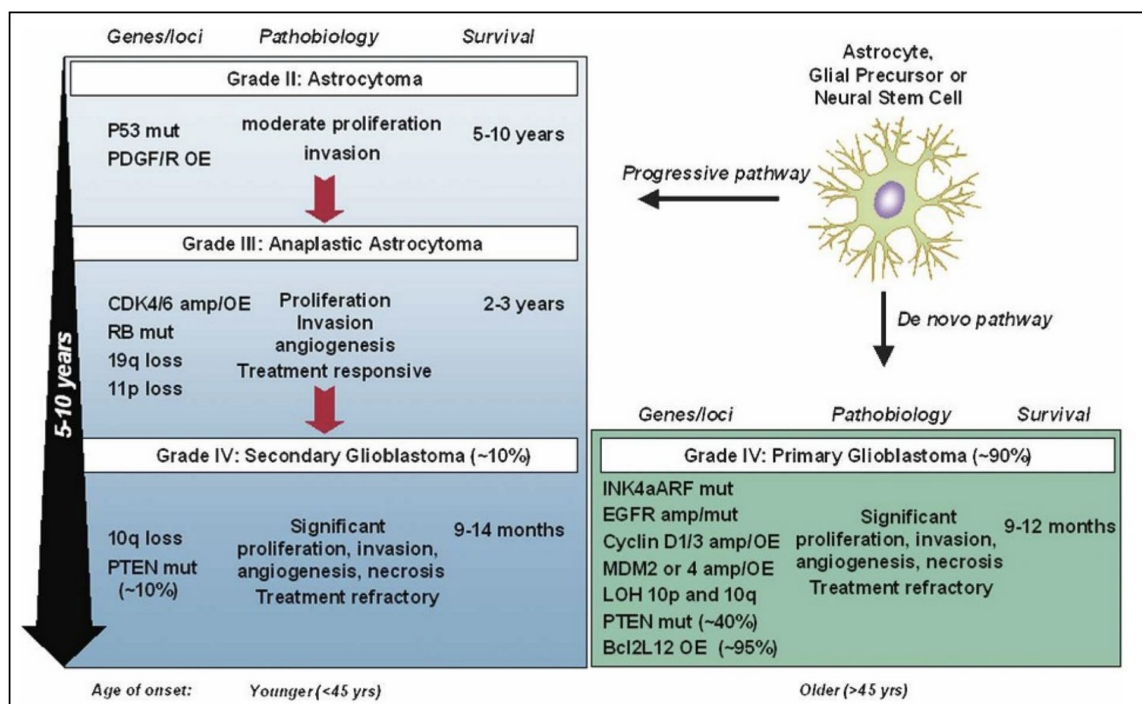 Genes/loci Pathobiology Survival
Grade II: Astrocytoma
P53 mut
PDGF/R OE
moderate proliferation
invasion
5-10 years
Grade III: Anaplastic Astrocytoma
CDK4/6 amp/OE
RB mut
19q loss
11p loss
Proliferation
Invasion
angiogenesis
Treatment responsive
2-3 years
Grade IV: Secondary Glioblastoma (~10%)
10q loss
PTEN mut
(~10%)
Significant
proliferation, invasion,
angiogenesis, necrosis
Treatment refractory
9-14 months
5-10 years
Astrocyte,
Glial Precursor or
Neural Stem Cell
Progressive pathway
De novo pathway
Genes/loci Pathobiology Survival
Grade IV: Primary Glioblastoma (~90%)
INK4aARF mut
EGFR amp/mut
Cyclin D1/3 amp/OE
MDM2 or 4 amp/OE
LOH 10p and 10q
PTEN mut (~40%)
Bcl2L12 OE (~95%)
Significant
proliferation, invasion,
angiogenesis, necrosis
Treatment refractory
9-12 months
Age of onset: Younger (<45 yrs) Older (>45 yrs)